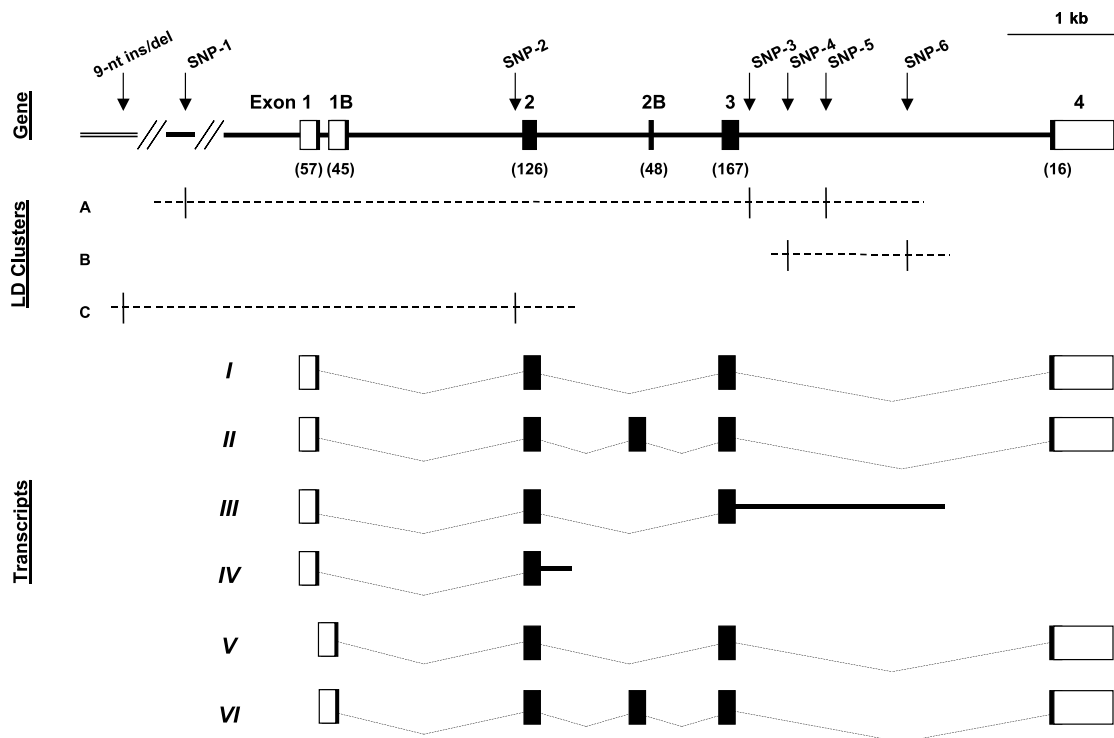 1 kb
9-nt ins/del
SNP-1
SNP-2
SNP-3
SNP-4
SNP-5
SNP-6
Gene
Exon 1
1B
2
2B
3
4
(57)
(45)
(126)
(48)
(167)
(16)
LD Clusters
A
B
C
Transcripts
I
II
III
IV
V
VI